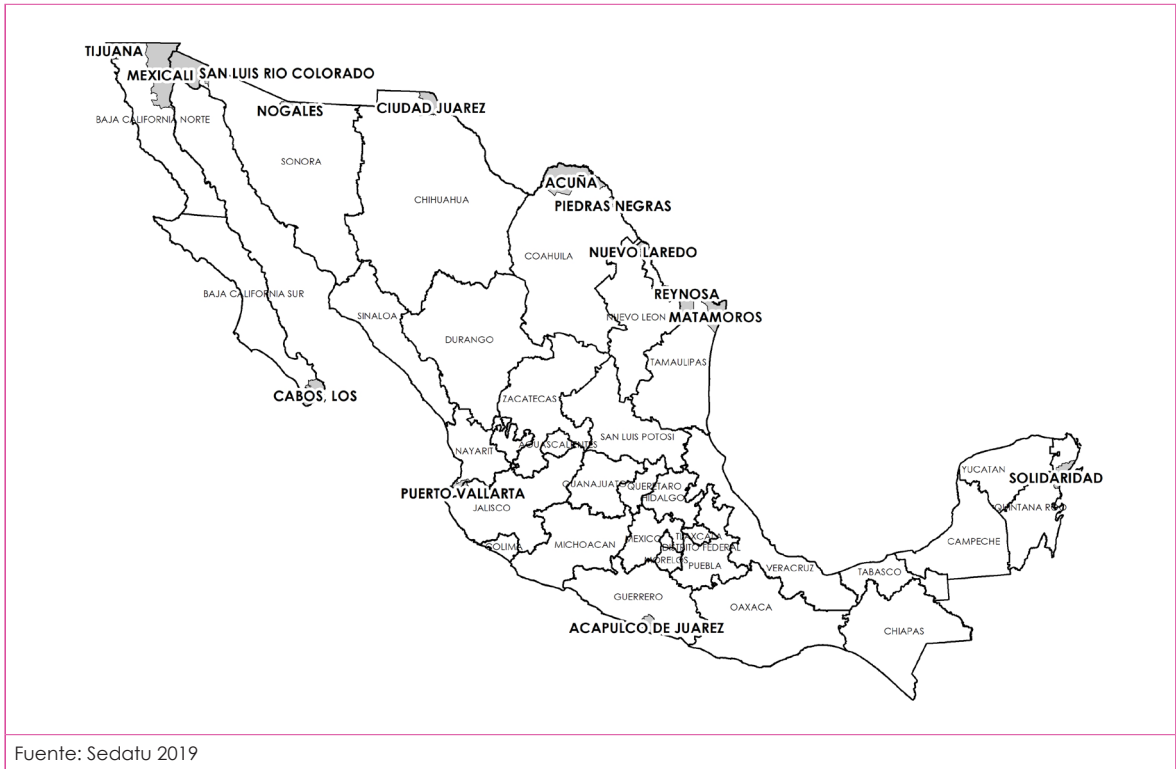 TIJUANA
MEXICALI
SAN LUIS RIO COLORADO
NOGALES
CIUDAD JUAREZ
BAJA CALIFORNIA NORTE
SONORA
ACUÑA
CHIHUAHUA
PIEDRAS NEGRAS
COAHUILA
NUEVO LAREDO
BAJA CALIFORNIA SUR
REYNOSA
SINALOA
NUEVO LEON
MATAMOROS
DURANGO
TAMAULIPAS
CABOS, LOS
ZACATECAS
SAN LUIS POTOSI
AGUASCALIENTES
NAYARIT
YUCATAN
SOLIDARIDAD
GUANAJUATO
QUERETARO
PUERTO VALLARTA
HIDALGO
JALISCO
QUINTANA ROO
TLAXCALA
MEXICO
COLIMA
MICHOACAN
DISTRITO FEDERAL
CAMPECHE
MORELOS
PUEBLA
VERACRUZ
TABASCO
GUERRERO
OAXACA
ACAPULCO DE JUAREZ
CHIAPAS
Fuente: Sedatu 2019